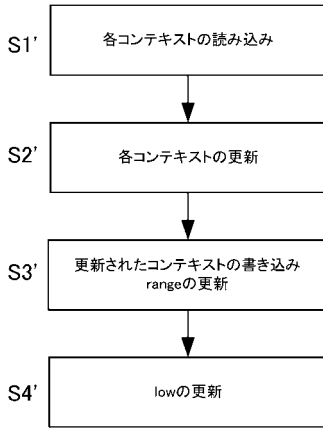 S1'
各コンテキストの読み込み
S2'
各コンテキストの更新
S3'
更新されたコンテキストの書き込み
rangeの更新
S4'
lowの更新